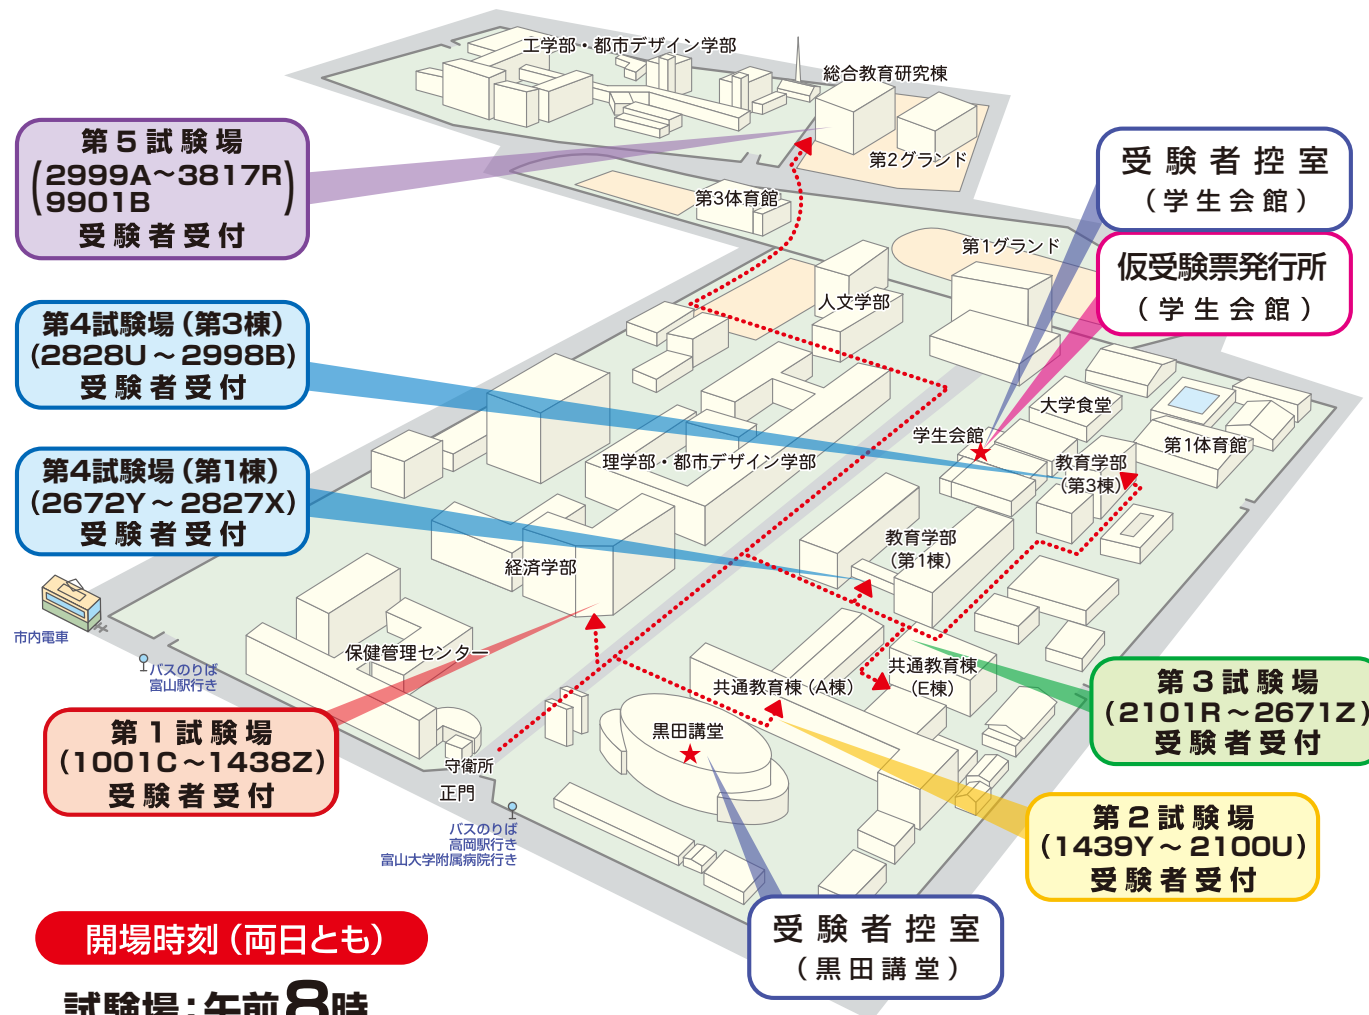 工学部・都市デザイン学部
総合教育研究棟
第2グランド
第3体育館
第5試験場
(2999A～3817R
9901B)
受験者受付
受験者控室
(学生会館)
第1グランド
仮受験票発行所
(学生会館)
人文学部
第4試験場(第3棟)
(2828U～2998B)
受験者受付
大学食堂
学生会館
第1体育館
教育学部
(第3棟)
理学部・都市デザイン学部
第4試験場(第1棟)
(2672Y～2827X)
受験者受付
教育学部
(第1棟)
経済学部
市内電車
バスのりば
富山駅行き
保健管理センター
共通教育棟(A棟)
共通教育棟
(E棟)
第3試験場
(2101R～2671Z)
受験者受付
第1試験場
(1001C～1438Z)
受験者受付
黒田講堂
守衛所
正門
バスのりば
高岡駅行き
富山大学附属病院行き
第2試験場
(1439Y～2100U)
受験者受付
受験者控室
(黒田講堂)
開場時刻(両日とも)
試験場:午前8時